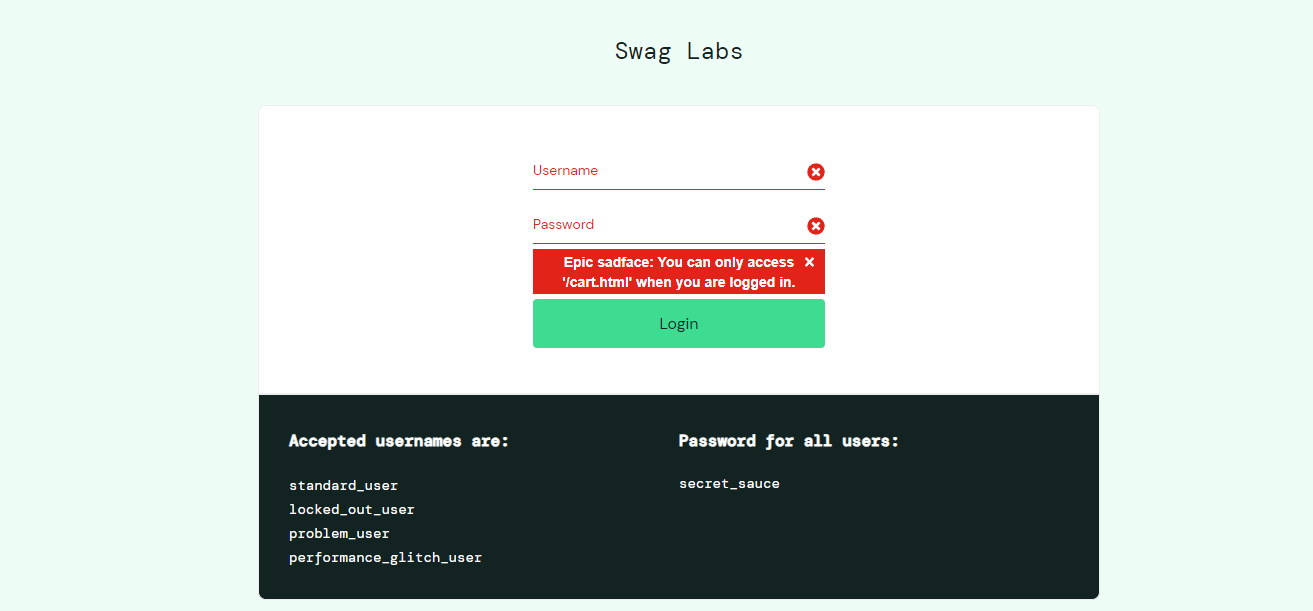 Swag Labs
Username
Password
Epic sadface: You can only access
'/cart.html' when you are logged in.
Login
Accepted usernames are:
standard_user
locked_out_user
problem_user
performance_glitch_user
Password for all users:
secret_sauce